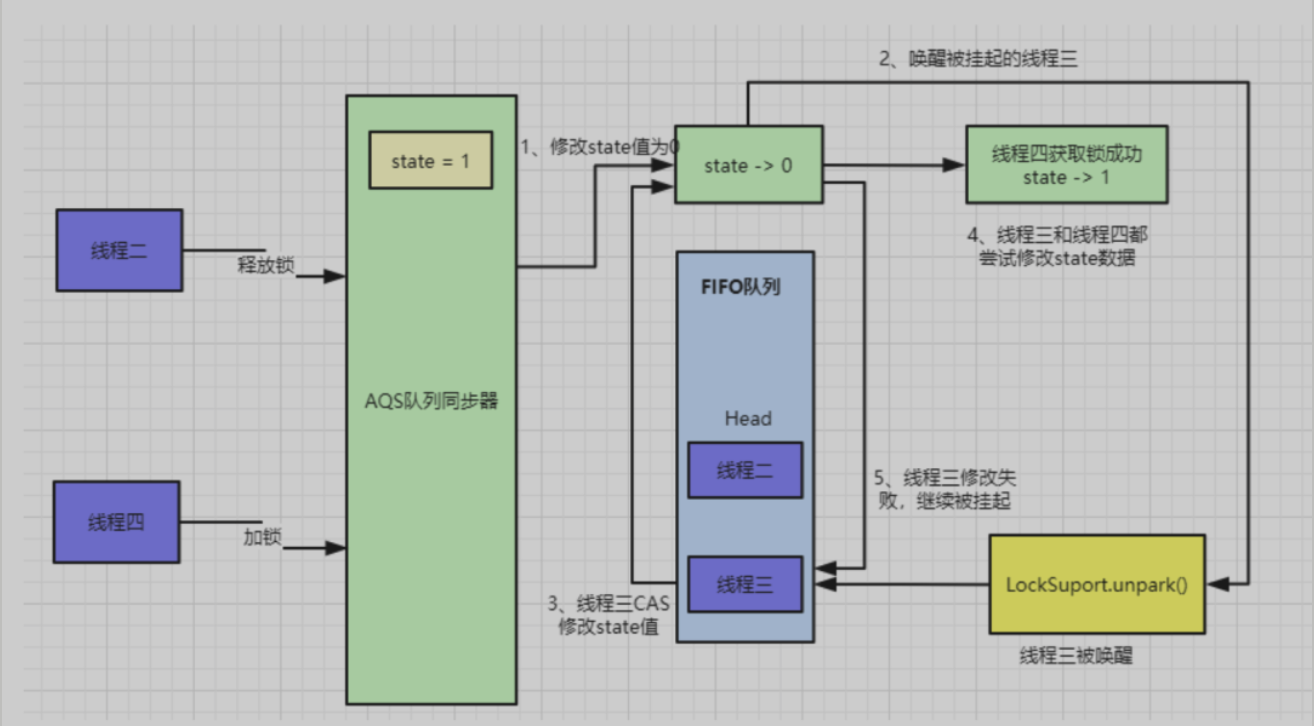 2、唤醒被挂起的线程三
state = 1
1、修改state值为0
state -> 0
线程四获取锁成功
state -> 1
线程二
释放锁
4、线程三和线程四都
尝试修改state数据
FIFO队列
AQS队列同步器
Head
线程二
5、线程三修改失
败，继续被挂起
线程四
加锁
线程三
3、线程三CAS
修改state值
LockSuport.unpark()
线程三被唤醒